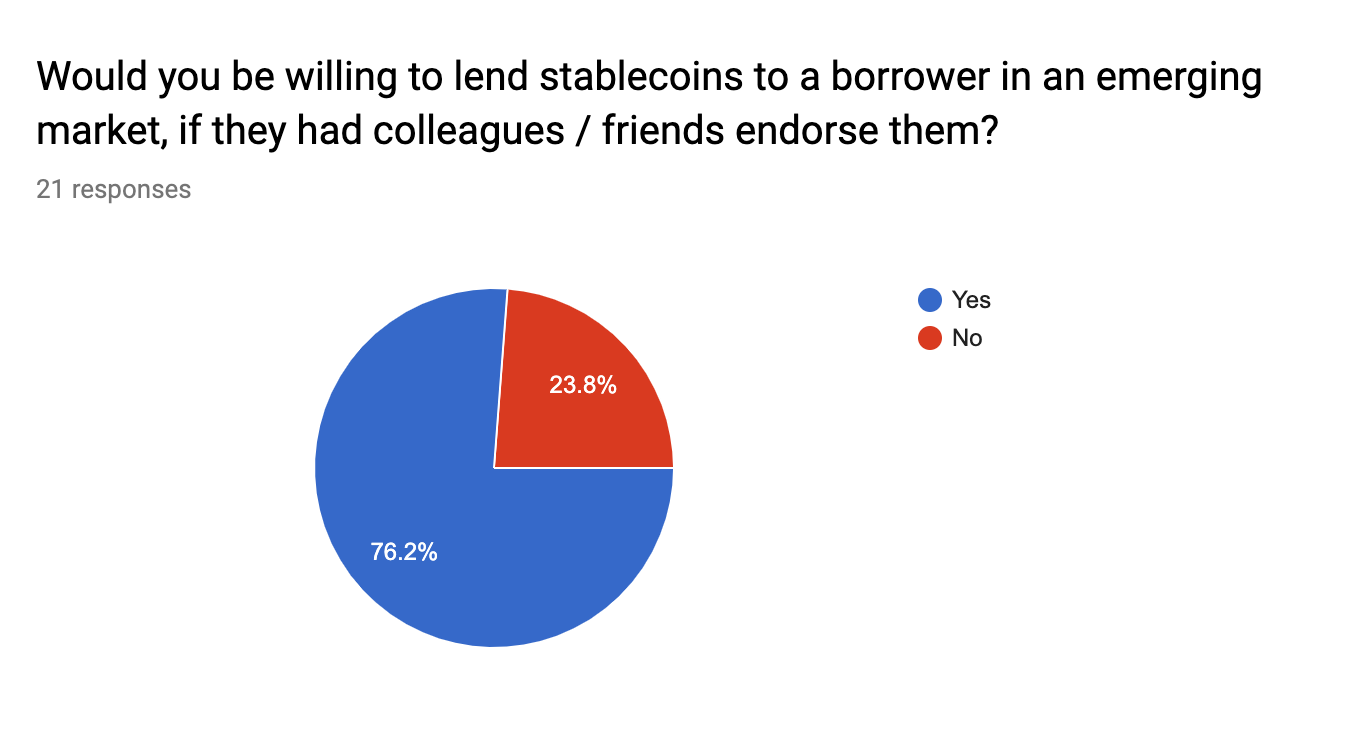 Would you be willing to lend stablecoins to a borrower in an emerging
market, if they had colleagues / friends endorse them?
21 responses
Yes
No
23.8%
76.2%